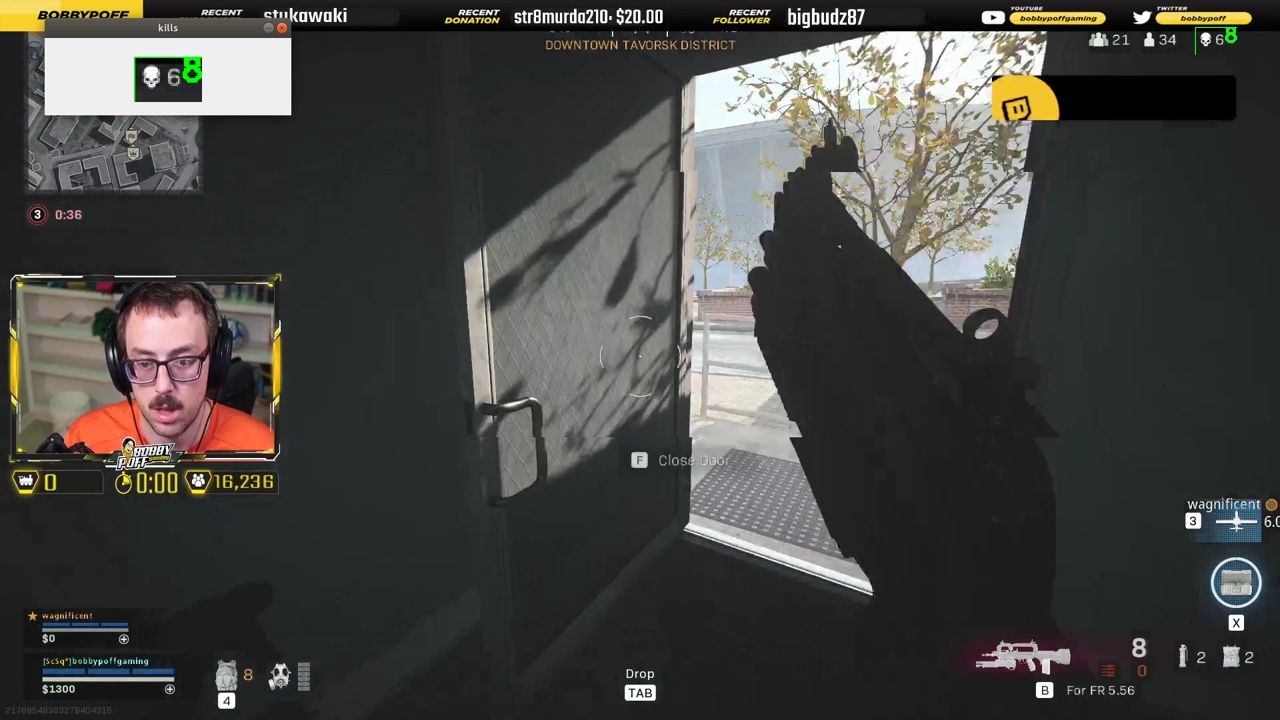 BOBBYPOFF
RECENT
stukawaki
RECENT
DONATION
str8murda210: $20.00
RECENT
FOLLOWER
bigbudz87
YOUTUBE
bobbypoffgaming
TWITTER
bobbypoff
kills
6
8
DOWNTOWN TAVORSK DISTRICT
21
34
6
8
3
0:36
BOBBY
POFF
0
0:00
16,236
F
Close Door
wagnificent
3
6.0
X
wagnificent
$0
[ScSq*]bobbypoffgaming
$1300
8
4
Drop
TAB
8
0
2
2
B
For FR 5.56